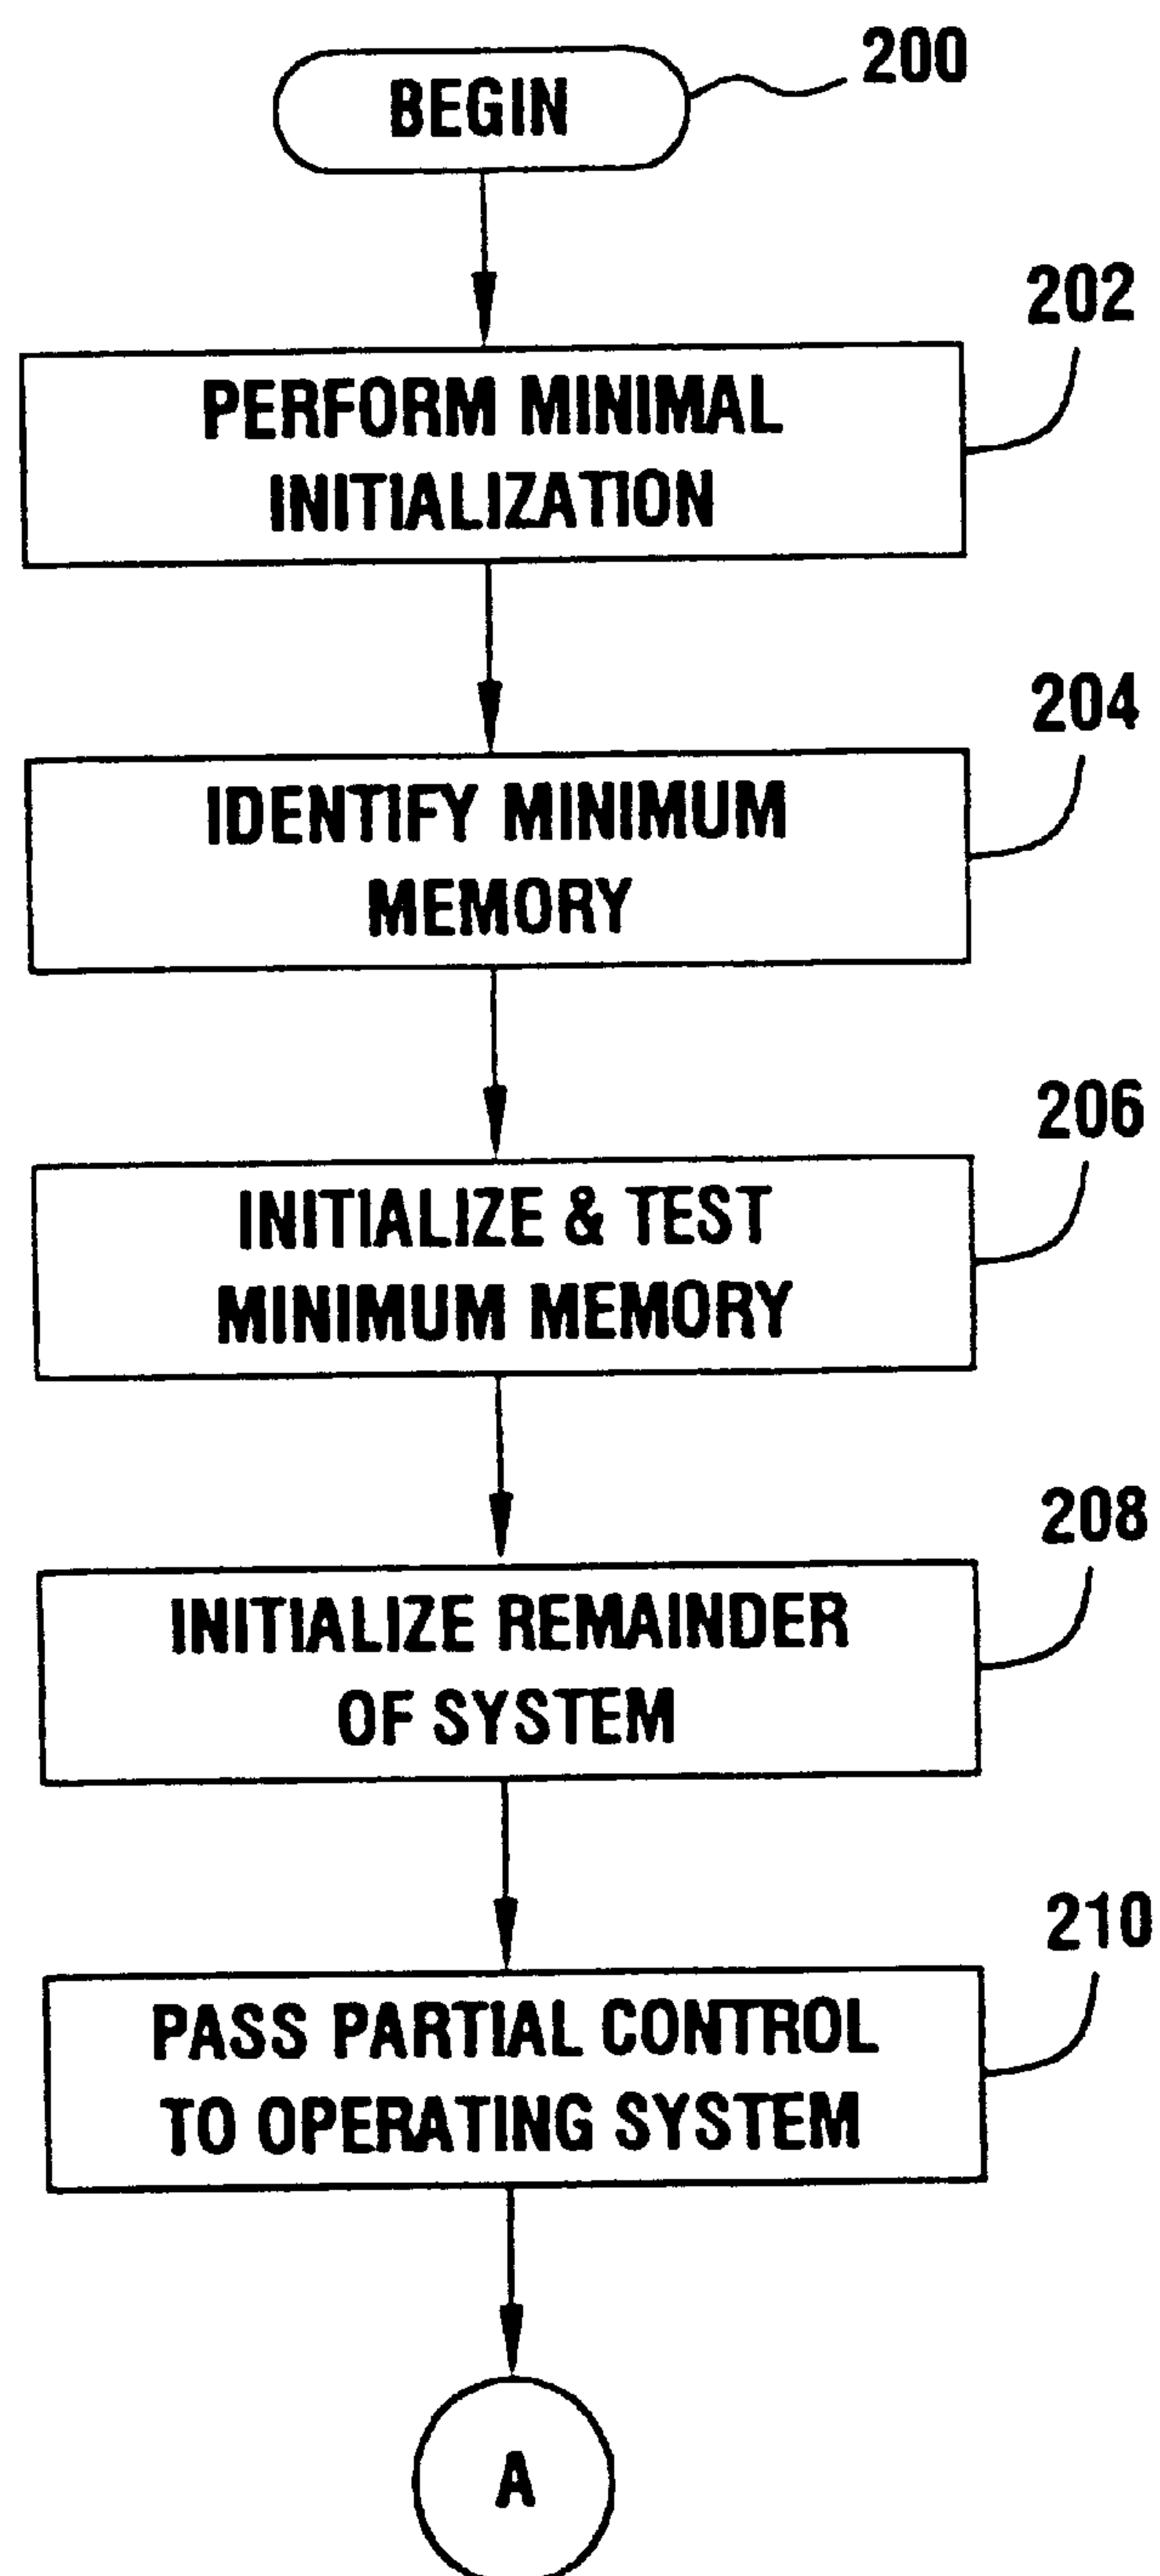 BEGIN
200
202
PERFORM MINIMAL
INITIALIZATION
204
IDENTIFY MINIMUM
MEMORY
206
INITIALIZE & TEST
MINIMUM MEMORY
208
INITIALIZE REMAINDER
OF SYSTEM
210
PASS PARTIAL CONTROL
TO OPERATING SYSTEM
A